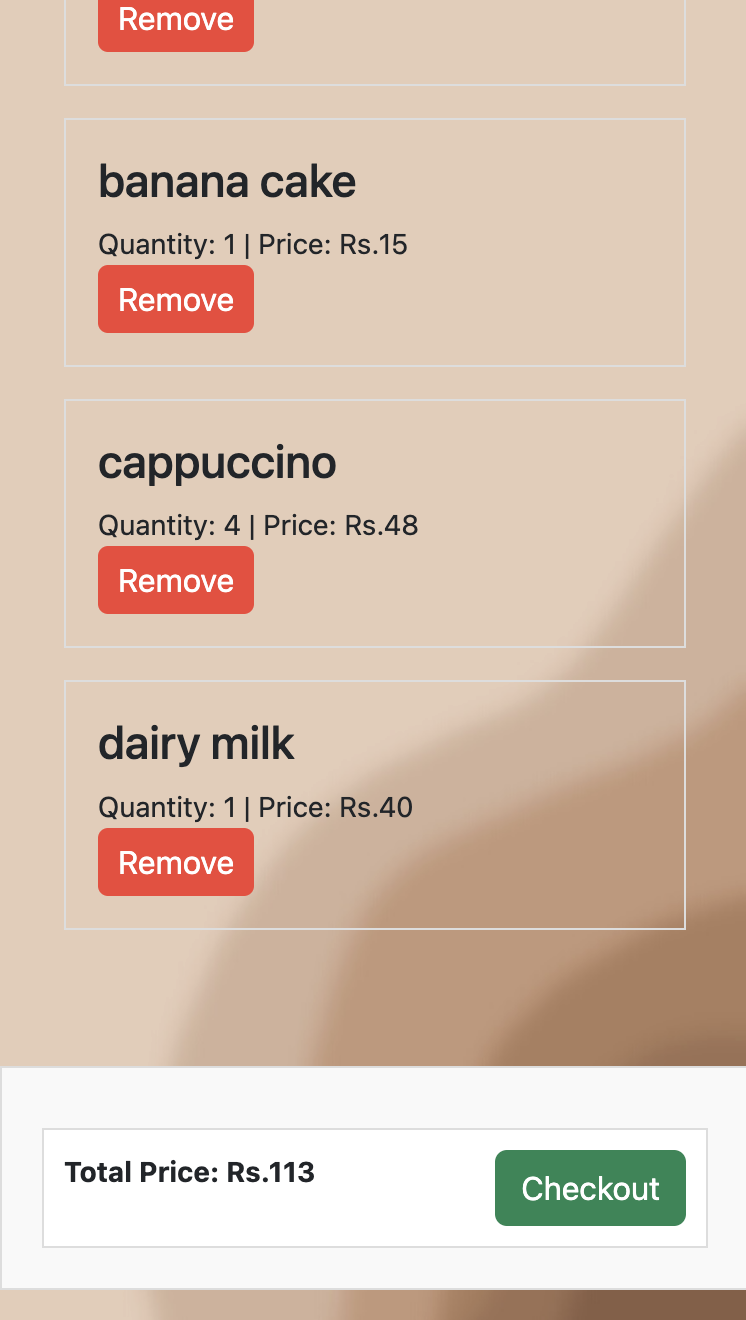 Remove
banana cake
Quantity: 1 | Price: Rs.15
Remove
cappuccino
Quantity: 4 | Price: Rs.48
Remove
dairy milk
Quantity: 1 | Price: Rs.40
Remove
Total Price: Rs.113
Checkout